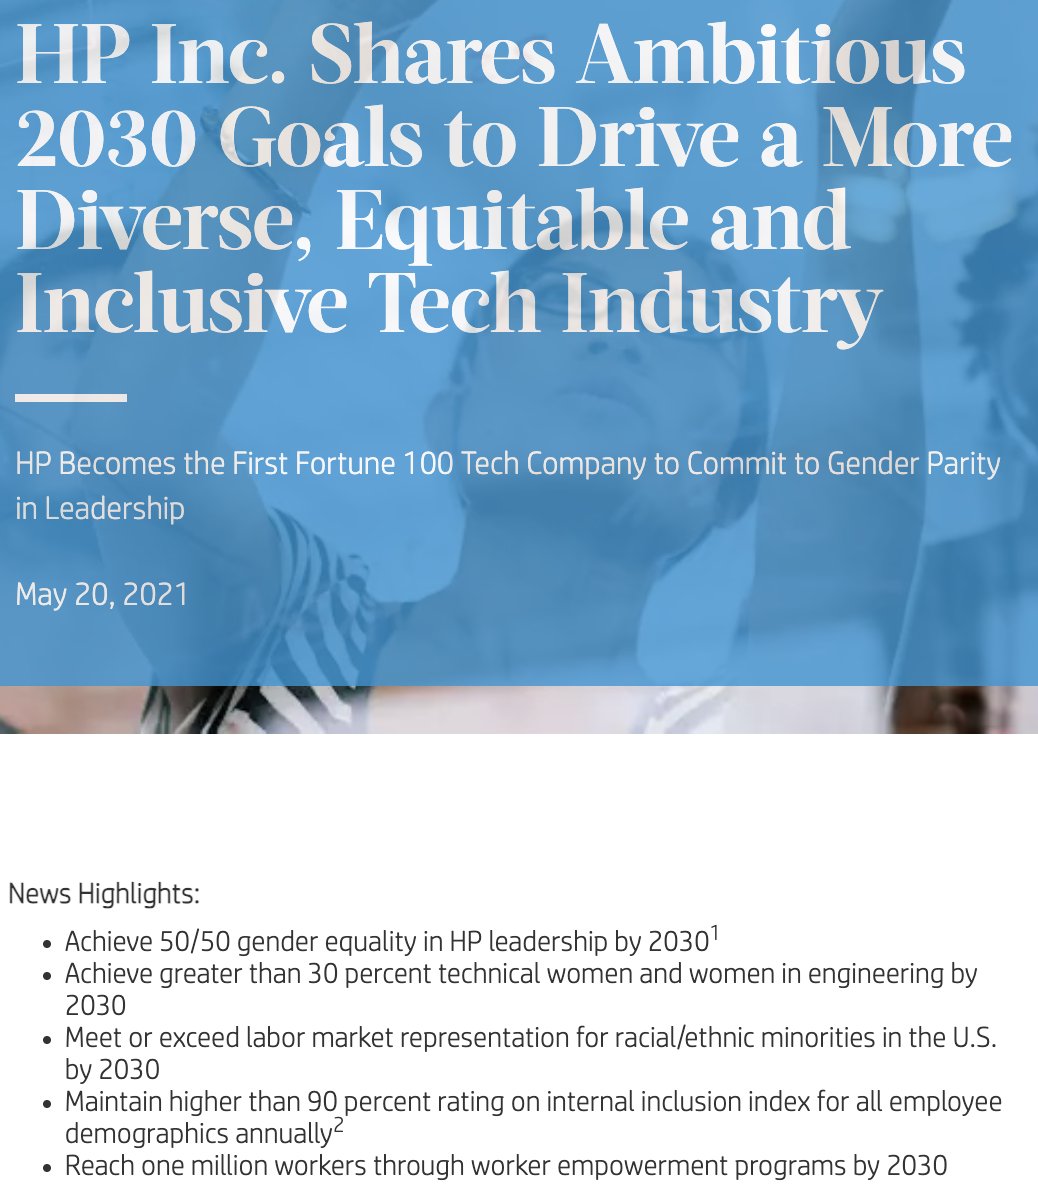 HP Inc. Shares Ambitious
2030 Goals to Drive a More
Diverse, Equitable and
Inclusive Tech Industry
HP Becomes the First Fortune 100 Tech Company to Commit to Gender Parity
in Leadership
May 20, 2021
News Highlights:
• Achieve 50/50 gender equality in HP leadership by 2030¹
• Achieve greater than 30 percent technical women and women in engineering by
2030
• Meet or exceed labor market representation for racial/ethnic minorities in the U.S.
by 2030
• Maintain higher than 90 percent rating on internal inclusion index for all employee
demographics annually²
• Reach one million workers through worker empowerment programs by 2030